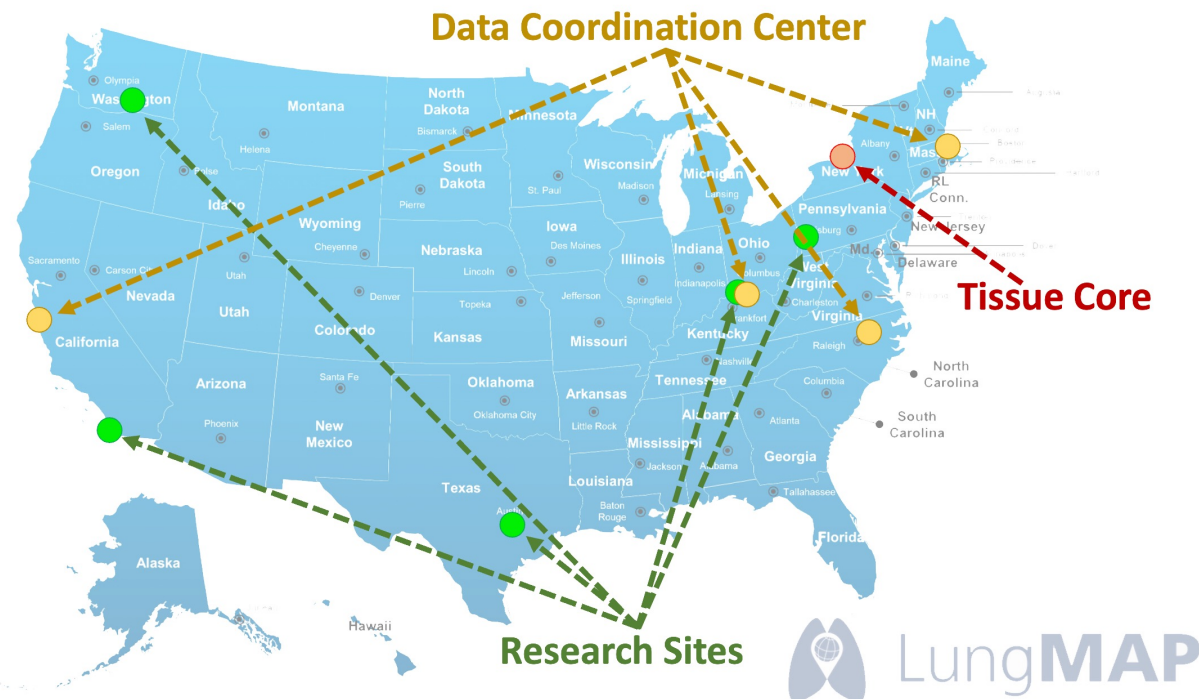 Data Coordination Center
Maine
Olympia
Washington
North
Dakota
Montana
Minnesota
NH
Salem
Bismarck
Helena
Albany
Mass
Wisconsin
Oregon
Boise
South
Dakota
Michigan
New York
St. Paul
Madison
Lansing
RL
Conn.
Idaho
Pierre
Pennsylvania
Wyoming
Iowa
New Jersey
Cheyenne
Nebraska
Des Moines
Indiana
Ohio
Md.
Sacramento
Carson City
Utah
Lincoln
Illinois
Indianapolis
Columbus
West
Virginia
Delaware
Nevada
Denver
Topeka
Jefferson
Springfield
Charleston
Tissue Core
Utah
Frankfort
Virginia
California
Colorado
Kansas
Missouri
Kentucky
Raleigh
Nashville
North
Carolina
Arizona
Santa Fe
Oklahoma
Tennessee
Columbia
Arkansas
Oklahoma City
Phoenix
New
Mexico
Little Rock
Alabama
Atlanta
South
Carolina
Mississippi
Georgia
Jackson
Alabama
Texas
Louisiana
Tallahassee
Austin
Baton
Rouge
Florida
Alaska
Hawaii
Research Sites
LungMAP